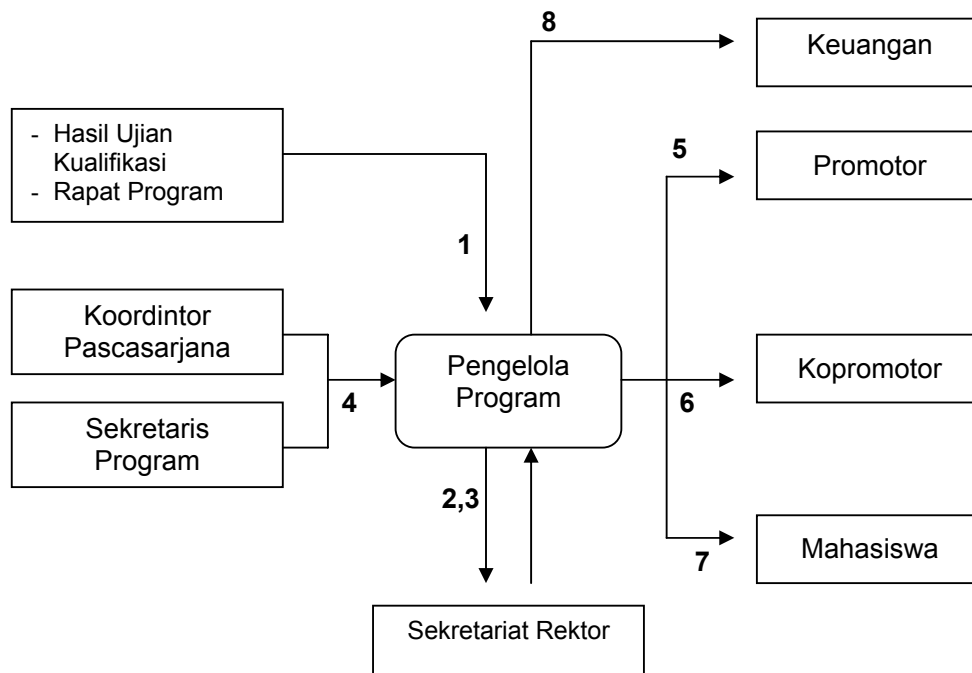 8
Keuangan
- Hasil Ujian
Kualifikasi
- Rapat Program
5
Promotor
1
Koordintor
Pascasarjana
Pengelola
Program
Kopromotor
4
6
Sekretaris
Program
2,3
7
Mahasiswa
Sekretariat Rektor